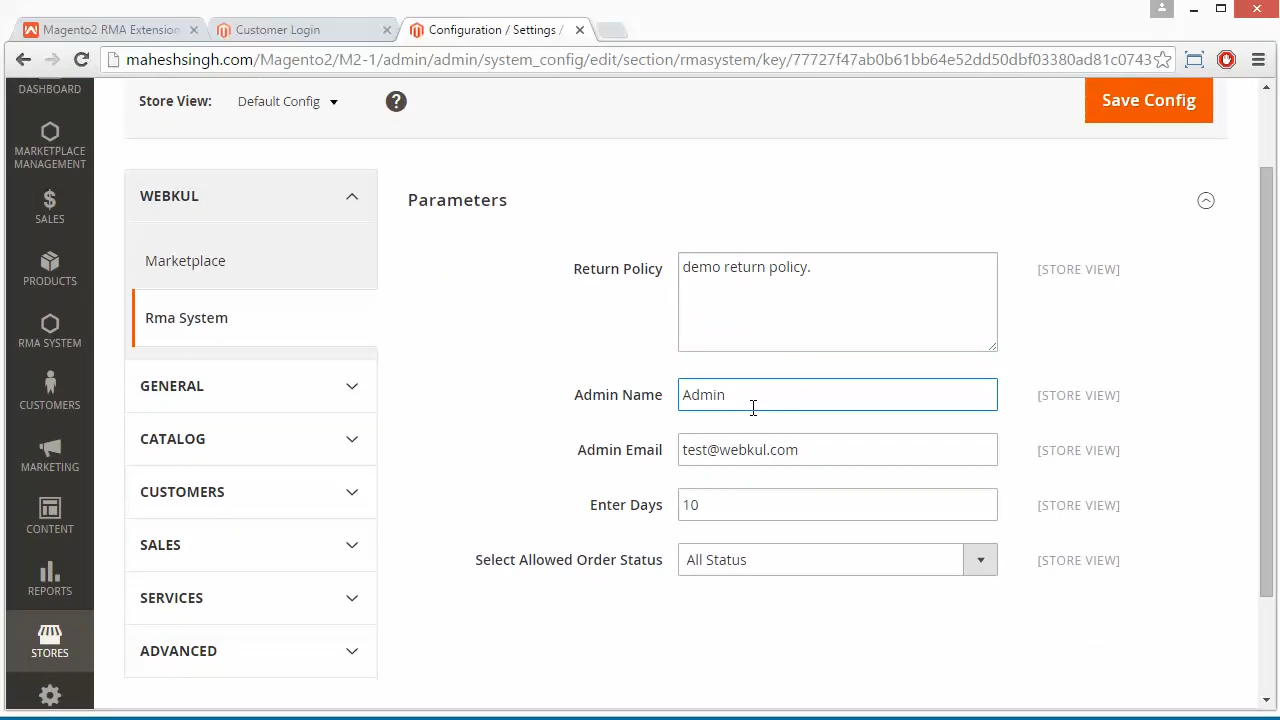 Magento2 RMA Extension
Customer Login
Configuration / Settings /
maheshsingh.com/Magento2/M2-1/admin/admin/system_config/edit/section/rmasystem/key/77727f47ab0b61bb64e52dd50dbf03380ad81c0743
DASHBOARD
MARKETPLACE
MANAGEMENT
SALES
PRODUCTS
RMA SYSTEM
CUSTOMERS
MARKETING
CONTENT
REPORTS
STORES
Store View: Default Config
?
Save Config
WEBKUL
Marketplace
Rma System
GENERAL
CATALOG
CUSTOMERS
SALES
SERVICES
ADVANCED
Parameters
Return Policy demo return policy. [STORE VIEW]
Admin Name Admin [STORE VIEW]
Admin Email test@webkul.com [STORE VIEW]
Enter Days 10 [STORE VIEW]
Select Allowed Order Status All Status [STORE VIEW]